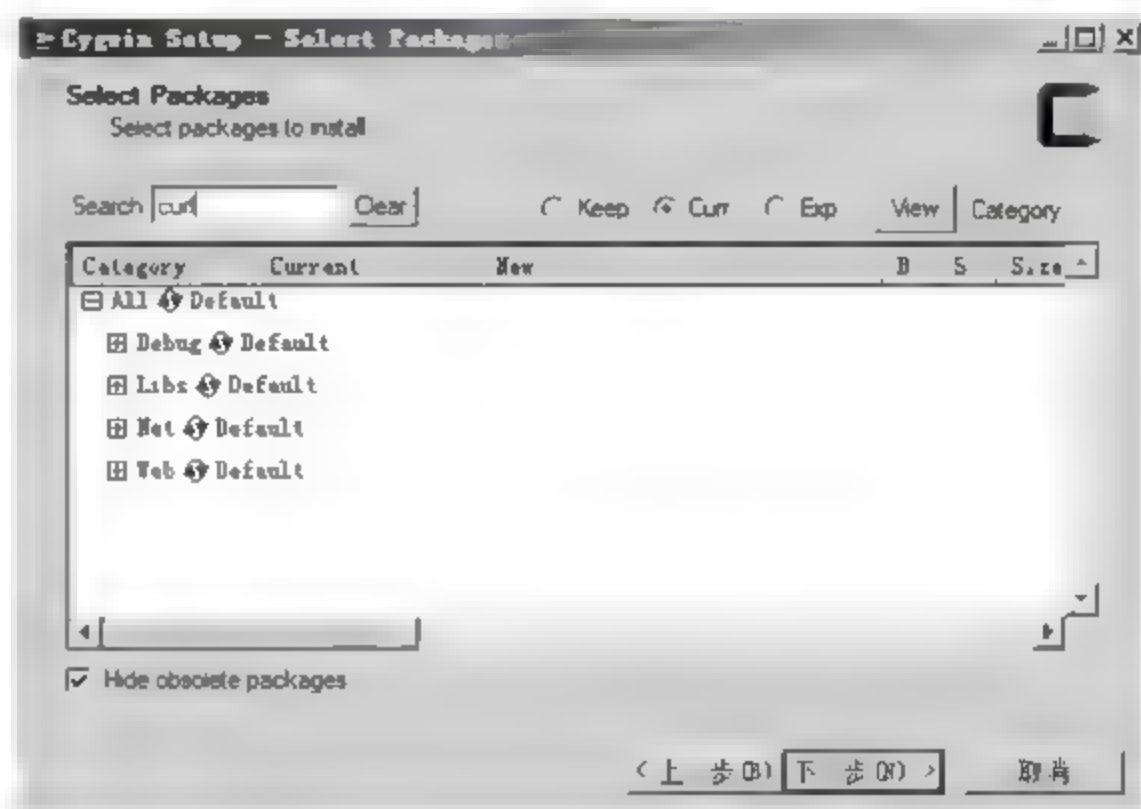 Cygwin Setup - Select Packages
Select Packages
Select packages to install
Search curl Clear Keep Curr Exp View Category
Category Current New B S Size
All Default
Debug Default
Libs Default
Net Default
Web Default
Hide obsolete packages
< 上一步(B) 下一步(N) > 取消